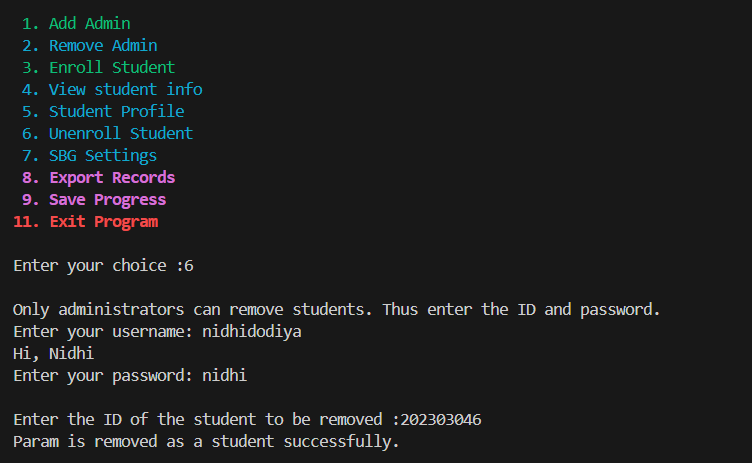 1. Add Admin
2. Remove Admin
3. Enroll Student
4. View student info
5. Student Profile
6. Unenroll Student
7. SBG Settings
8. Export Records
9. Save Progress
11. Exit Program
Enter your choice :6
Only administrators can remove students. Thus enter the ID and password.
Enter your username: nidhidodiya
Hi, Nidhi
Enter your password: nidhi
Enter the ID of the student to be removed :202303046
Param is removed as a student successfully.